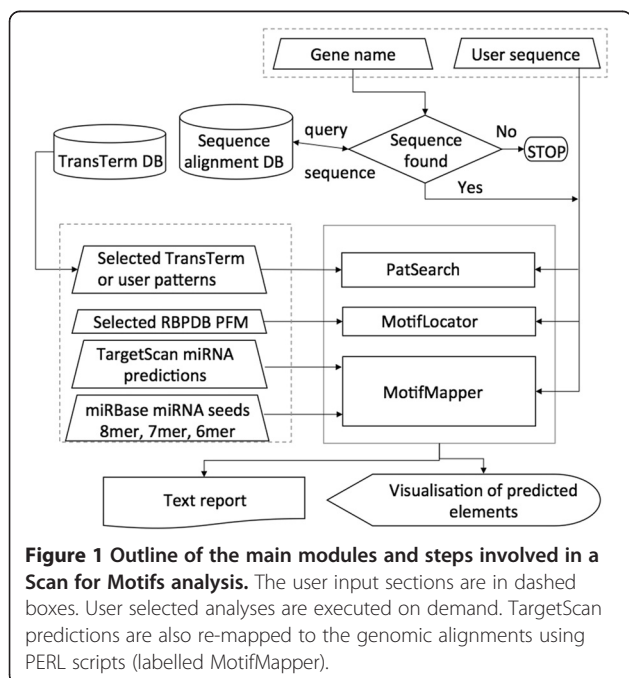 Gene name
User sequence
TransTerm DB
Sequence
alignment DB
query
sequence
Sequence
found
No
STOP
Yes
Selected TransTerm
or user patterns
PatSearch
Selected RBPDB PFM
MotifLocator
TargetScan miRNA
predictions
MotifMapper
miRBase miRNA seeds
8mer, 7mer, 6mer
Text report
Visualisation of predicted
elements
Figure 1 Outline of the main modules and steps involved in a
Scan for Motifs analysis. The user input sections are in dashed
boxes. User selected analyses are executed on demand. TargetScan
predictions are also re-mapped to the genomic alignments using
PERL scripts (labelled MotifMapper).